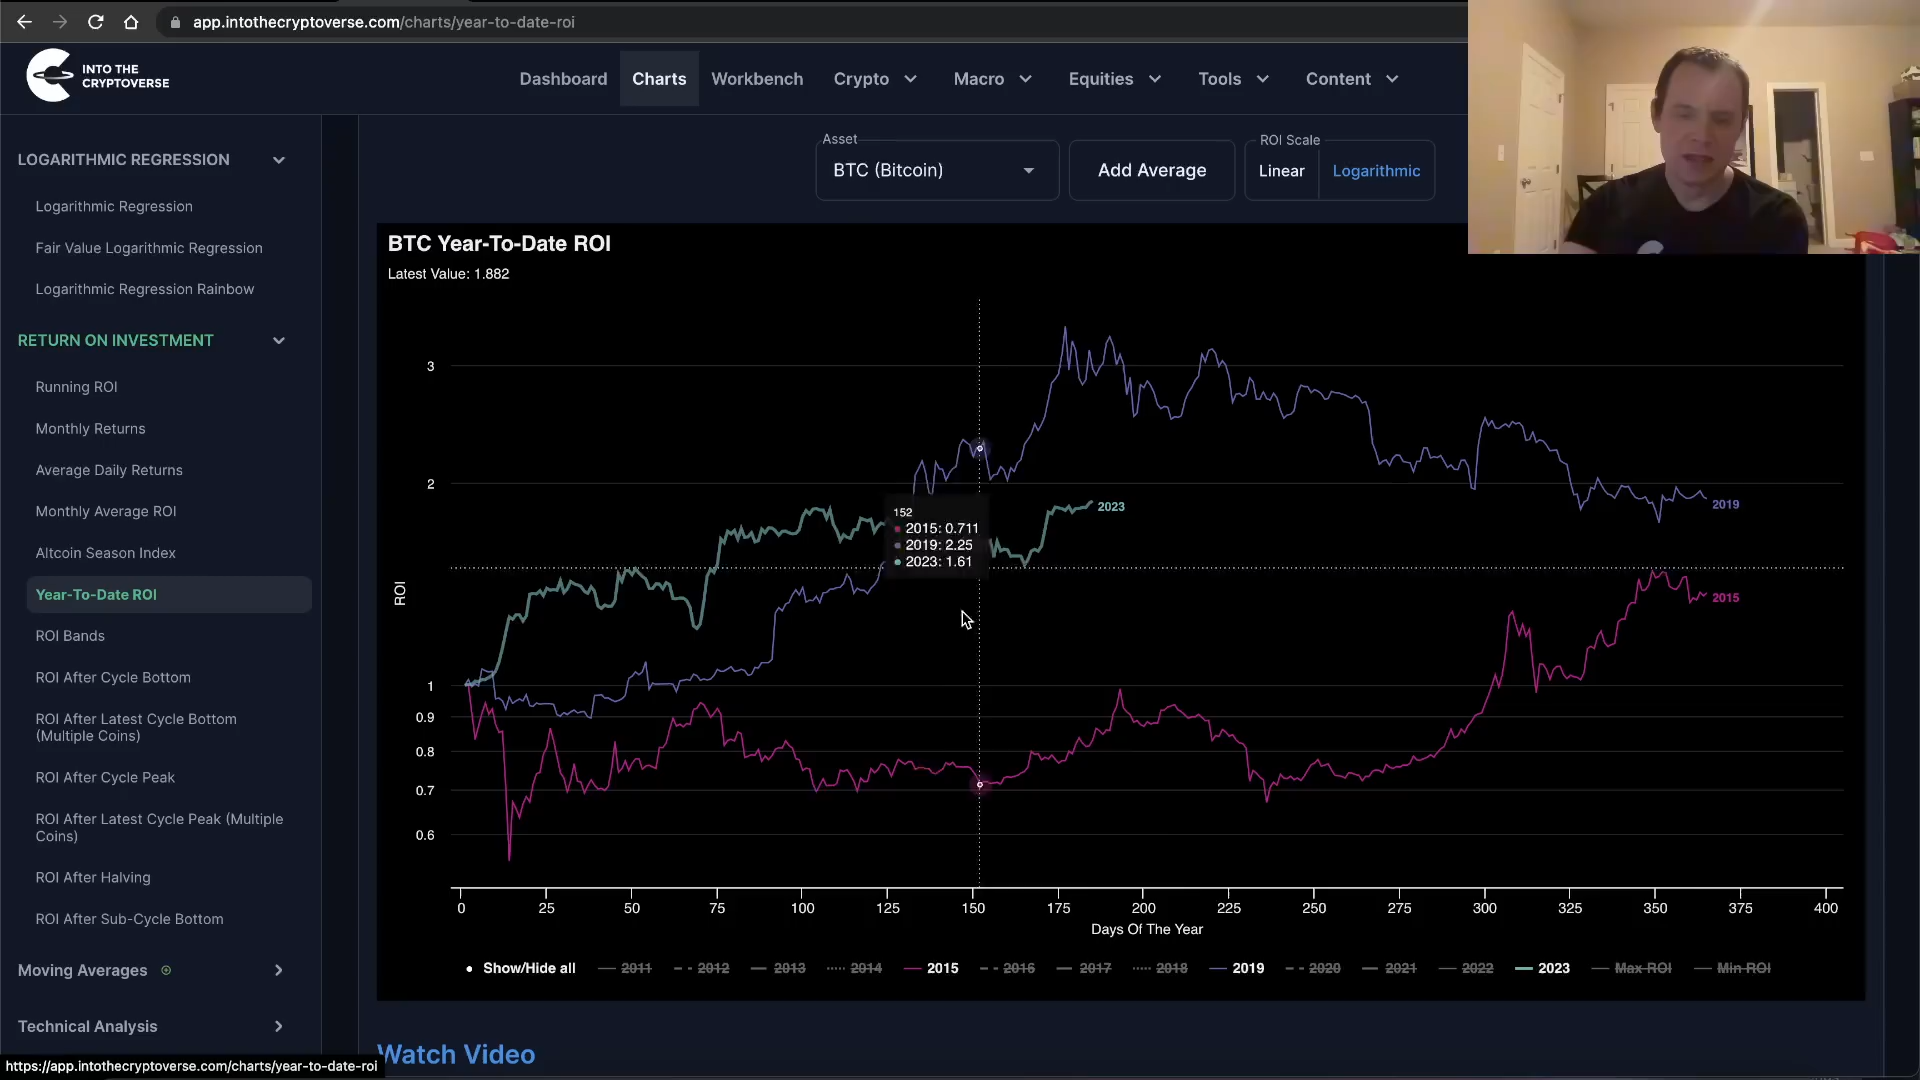 app.intothecryptoverse.com/charts/year-to-date-roi
INTO THE
CRYPTOVERSE
Dashboard
Charts
Workbench
Crypto
Macro
Equities
Tools
Content
LOGARITHMIC REGRESSION
Logarithmic Regression
Fair Value Logarithmic Regression
Logarithmic Regression Rainbow
RETURN ON INVESTMENT
Running ROI
Monthly Returns
Average Daily Returns
Monthly Average ROI
Altcoin Season Index
Year-To-Date ROI
ROI Bands
ROI After Cycle Bottom
ROI After Latest Cycle Bottom
(Multiple Coins)
ROI After Cycle Peak
ROI After Latest Cycle Peak (Multiple
Coins)
ROI After Halving
ROI After Sub-Cycle Bottom
Moving Averages
Technical Analysis
https://app.intothecryptoverse.com/charts/year-to-date-roi
Asset
BTC (Bitcoin)
Add Average
ROI Scale
Linear
Logarithmic
BTC Year-To-Date ROI
Latest Value: 1.882
3
2
1
0.9
0.8
0.7
0.6
ROI
152
2015: 0.711
2019: 2.25
2023: 1.61
2023
2019
2015
0 25 50 75 100 125 150 175 200 225 250 275 300 325 350 375 400
Days Of The Year
Show/Hide all 2011 2012 2013 2014 2015 2016 2017 2018 2019 2020 2021 2022 2023 Max ROI Min ROI
Watch Video